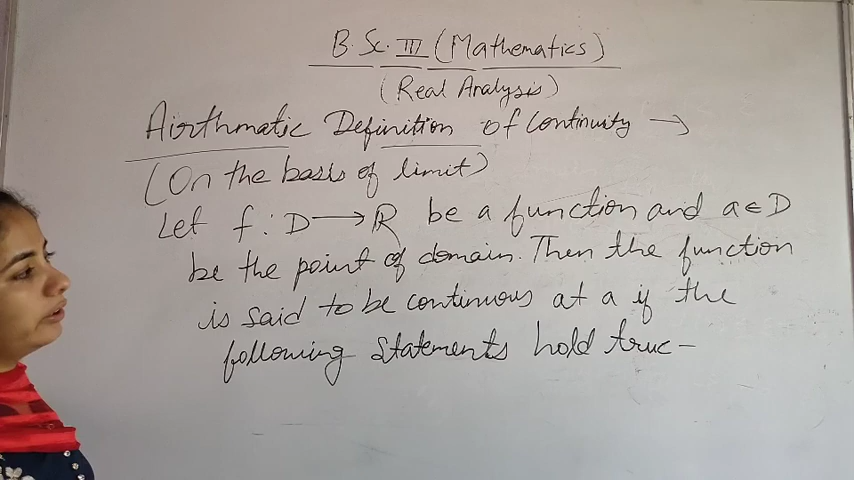 B.Sc. III (Mathematics)
(Real Analysis)
Airthmatic Definition of Continuity →
(On the basis of limit)
Let f : D → R be a function and a ∈ D
be the point of domain. Then the function
is said to be continuous at a if the
following statements hold true –